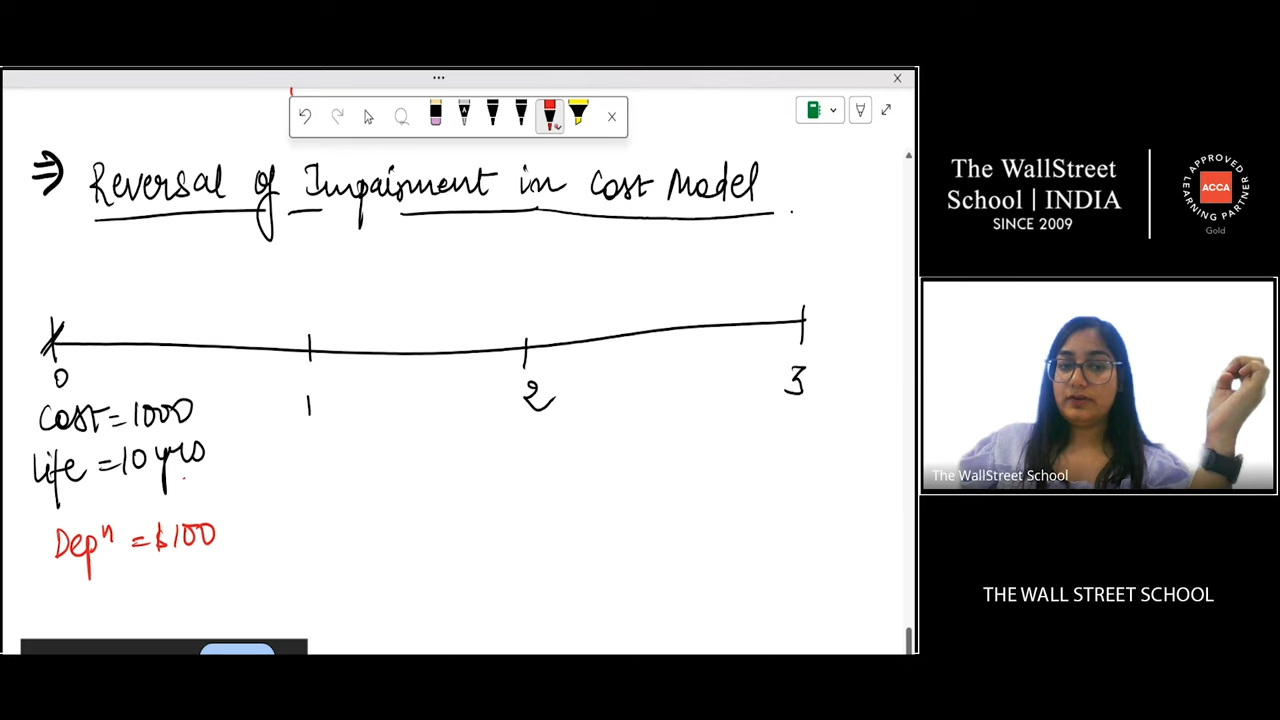 ⇒ Reversal of Impairment in Cost Model.
0
1
2
3
Cost = 1000
life = 10 yrs
Depⁿ = $100
The WallStreet
School | INDIA
SINCE 2009
APPROVED
LEARNING PARTNER
ACCA
Gold
The WallStreet School
THE WALL STREET SCHOOL